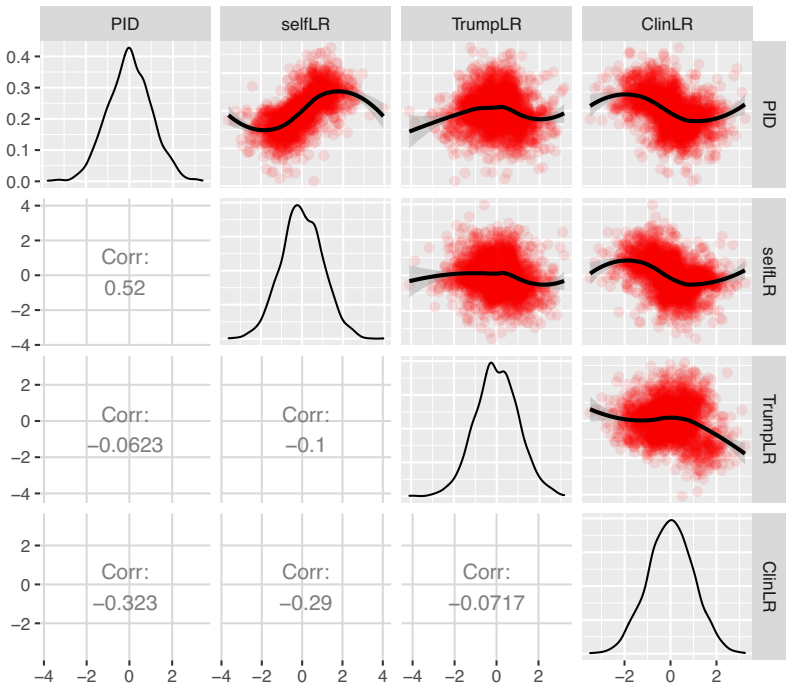 PID selfLR TrumpLR ClinLR
0.4
0.3
0.2
0.1
0.0
PID
4
2
0
−2
−4
Corr:
0.52
selfLR
2
0
−2
−4
Corr:
−0.0623
Corr:
−0.1
TrumpLR
2
0
−2
Corr:
−0.323
Corr:
−0.29
Corr:
−0.0717
ClinLR
−4 −2 0 2 −4 −2 0 2 4 −4 −2 0 2 −2 0 2